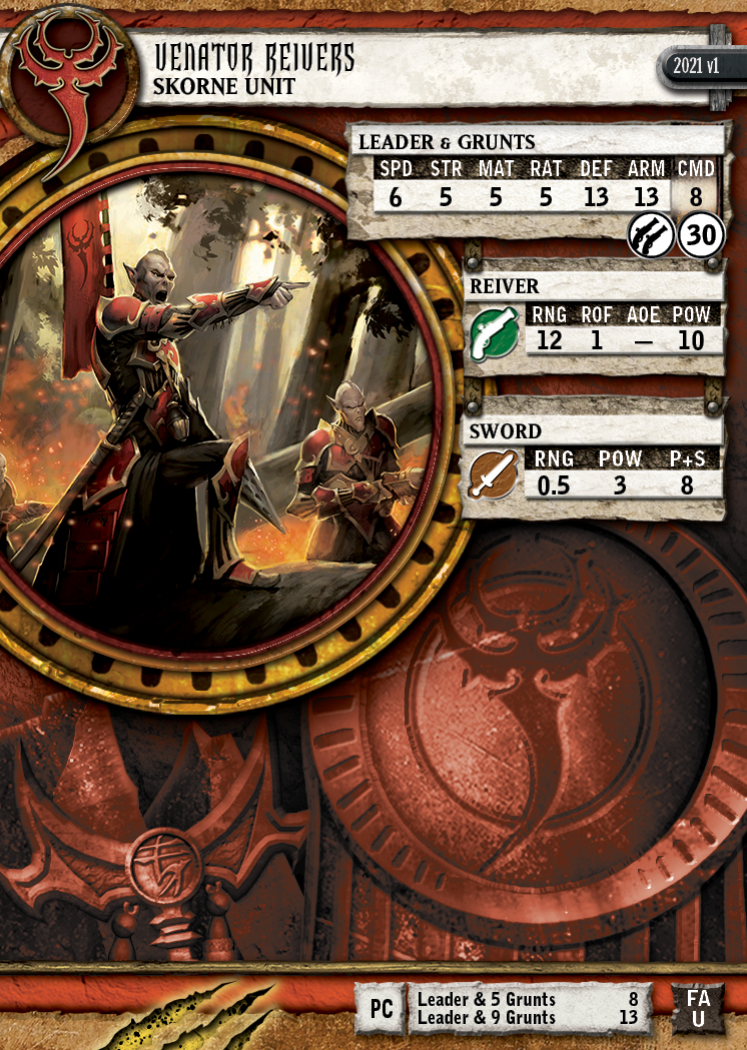 VENATOR REIVERS
SKORNE UNIT
2021 v1
LEADER & GRUNTS
SPD STR MAT RAT DEF ARM CMD
6 5 5 5 13 13 8
30
REIVER
RNG ROF AOE POW
12 1 — 10
SWORD
RNG POW P+S
0.5 3 8
PC
Leader & 5 Grunts 8
Leader & 9 Grunts 13
FA
U